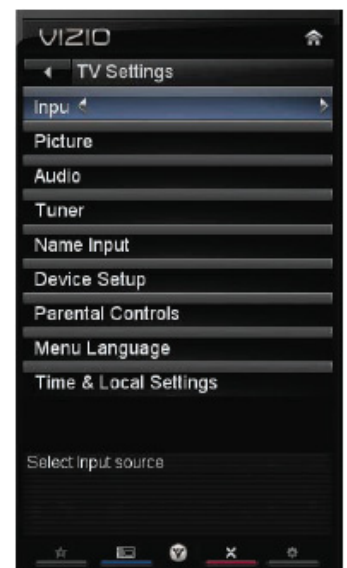 VIZIO
TV Settings
Inpu
Picture
Audio
Tuner
Name Input
Device Setup
Parental Controls
Menu Language
Time & Local Settings
Select input source